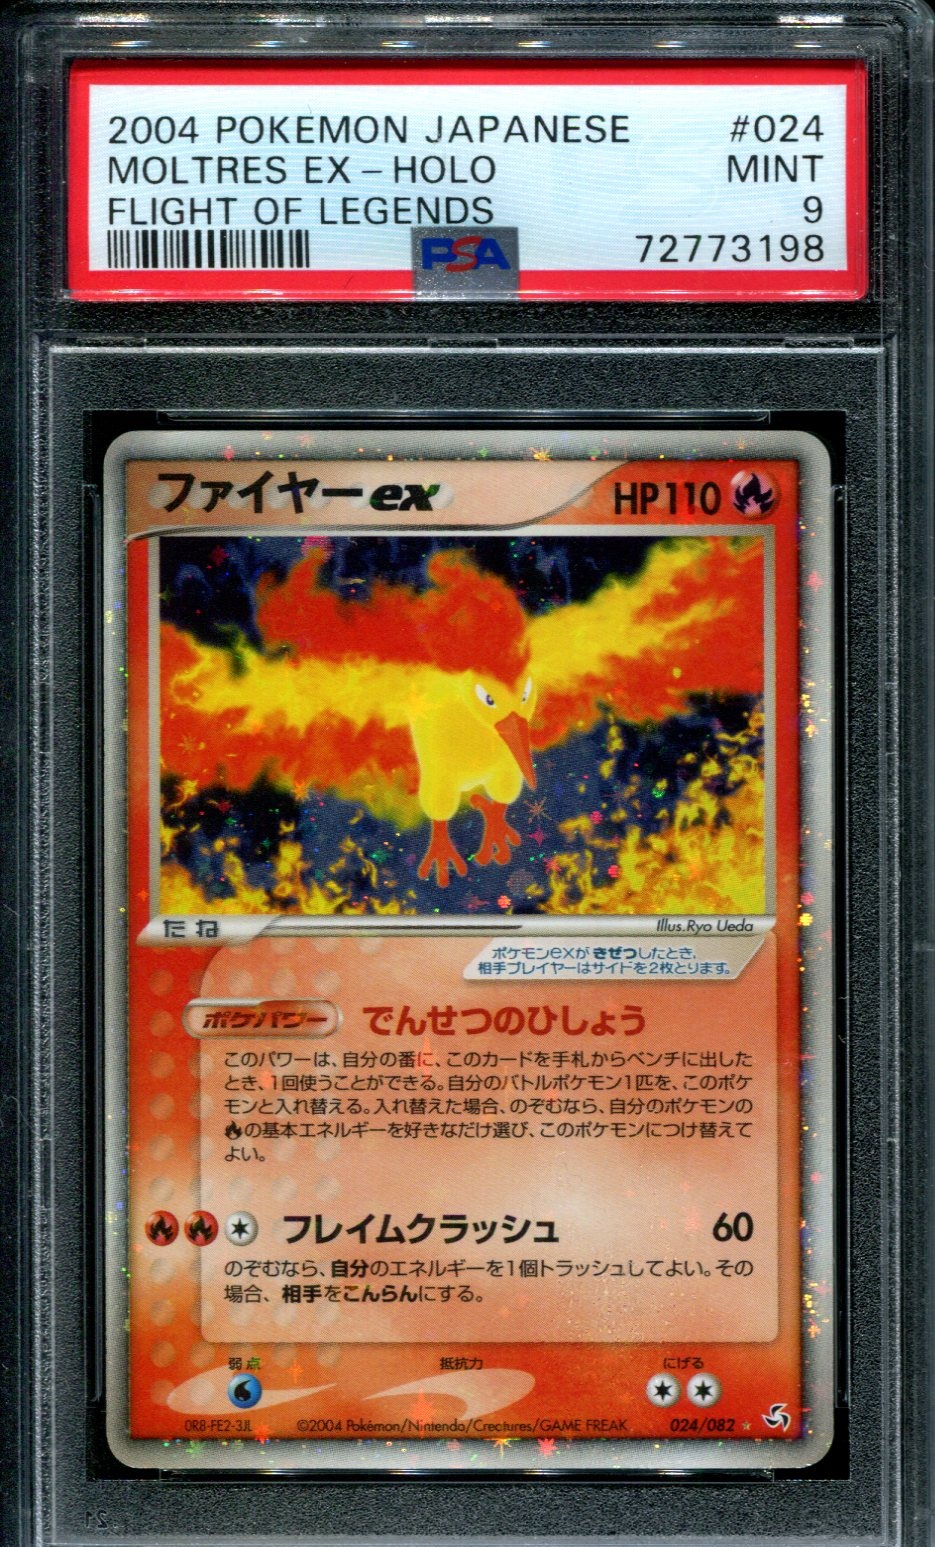 2004 POKEMON JAPANESE #024
MOLTRES EX - HOLO MINT
FLIGHT OF LEGENDS 9
PSA 72773198
ファイヤーex HP110
たね Illus.Ryo Ueda
ポケモンexが きぜつしたとき、
相手プレイヤーはサイドを2枚とります。
ポケパワー でんせつのひしょう
このパワーは、自分の番に、このカードを手札からベンチに出した
とき、1回使うことができる。自分のバトルポケモン1匹を、このポケ
モンと入れ替える。入れ替えた場合、のぞむなら、自分のポケモンの
の基本エネルギーを好きなだけ選び、このポケモンにつけ替えて
よい。
フレイムクラッシュ 60
のぞむなら、自分のエネルギーを1個トラッシュしてよい。その
場合、相手をこんらんにする。
弱点 抵抗力 にげる
0R8-FE2-3JL ©2004 Pokémon/Nintendo/Creatures/GAME FREAK 024/082 ★